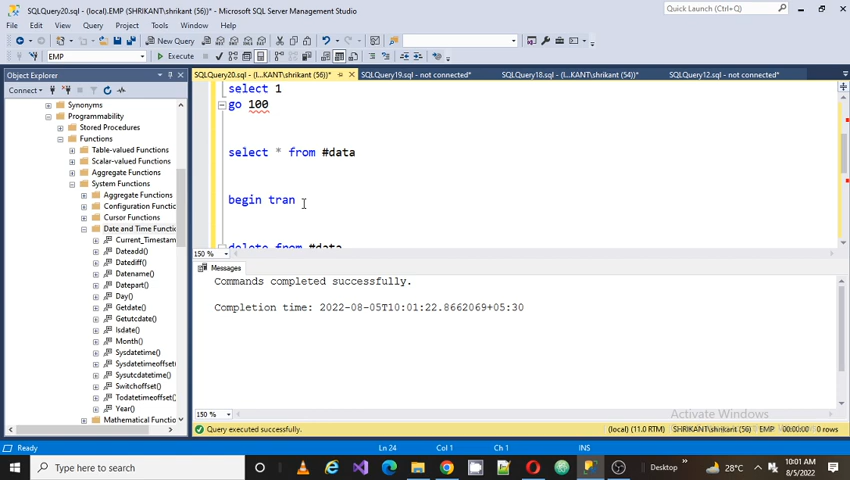 SQLQuery20.sql - (local).EMP (SHRIKANT\shrikant (56))* - Microsoft SQL Server Management Studio
Quick Launch (Ctrl+Q)
File Edit View Query Project Tools Window Help
New Query
EMP
Execute
Object Explorer
SQLQuery20.sql - (l...KANT\shrikant (56))*
SQLQuery19.sql - not connected*
SQLQuery18.sql - (l...KANT\shrikant (54))*
SQLQuery12.sql - not connected*
Connect
Synonyms
Programmability
Stored Procedures
Functions
Table-valued Functions
Scalar-valued Functions
Aggregate Functions
System Functions
Aggregate Functions
Configuration Functi
Cursor Functions
Date and Time Functi
Current_Timestam
Dateadd()
Datediff()
Datename()
Datepart()
Day()
Getdate()
Getutcdate()
Isdate()
Month()
Sysdatetime()
Sysdatetimeoffset(
Sysutcdatetime()
Switchoffset()
Todatetimeoffset(
Year()
Mathematical Functio
select 1
go 100
select * from #data
begin tran
delete from #data
150 %
Messages
Commands completed successfully.
Completion time: 2022-08-05T10:01:22.8662069+05:30
150 %
Activate Windows
Query executed successfully.
(local) (11.0 RTM) SHRIKANT\shrikant (56) EMP 00:00:00 0 rows
Ready
Ln 24 Col 1 Ch 1 INS
Type here to search
Desktop
28°C
10:01 AM
8/5/2022